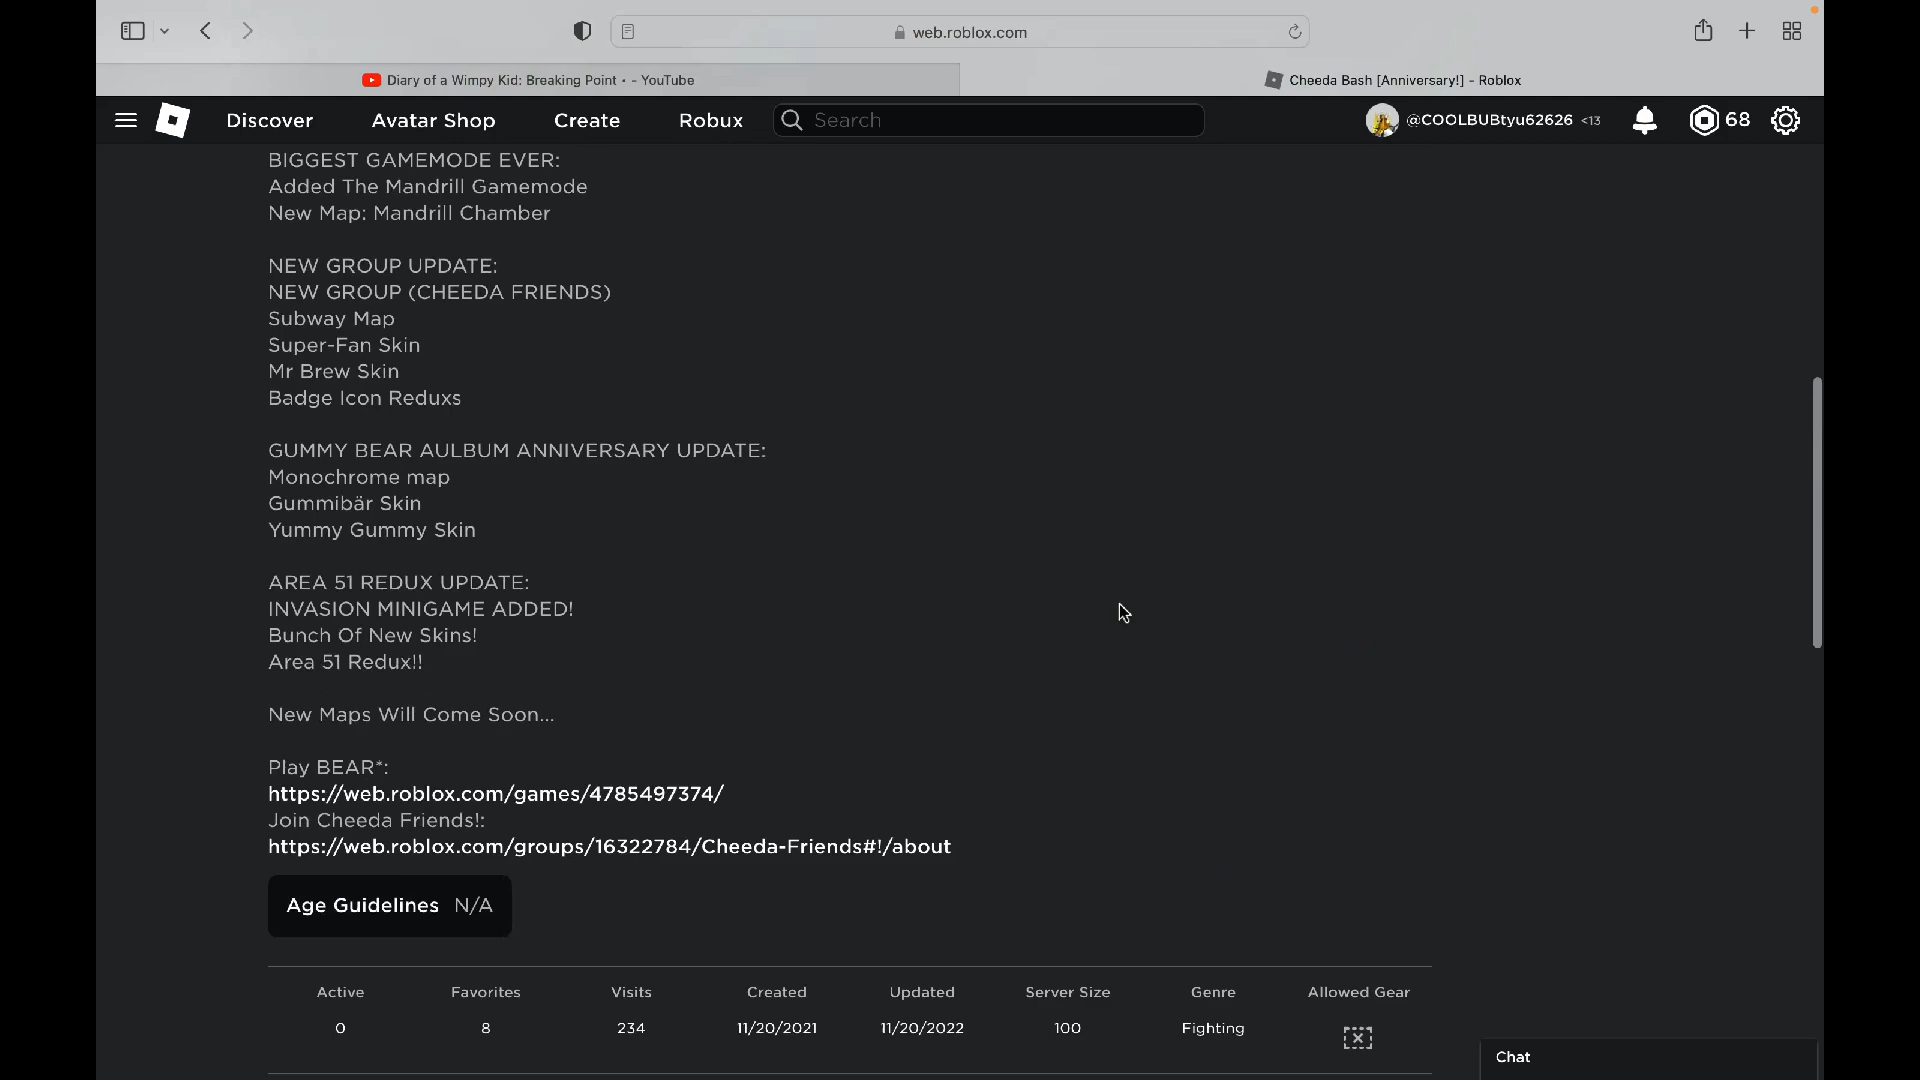 web.roblox.com
Diary of a Wimpy Kid: Breaking Point • - YouTube
Cheeda Bash [Anniversary!] - Roblox
Discover
Avatar Shop
Create
Robux
Search
@COOLBUBtyu62626 <13
68
BIGGEST GAMEMODE EVER:
Added The Mandrill Gamemode
New Map: Mandrill Chamber
NEW GROUP UPDATE:
NEW GROUP (CHEEDA FRIENDS)
Subway Map
Super-Fan Skin
Mr Brew Skin
Badge Icon Reduxs
GUMMY BEAR AULBUM ANNIVERSARY UPDATE:
Monochrome map
Gummibär Skin
Yummy Gummy Skin
AREA 51 REDUX UPDATE:
INVASION MINIGAME ADDED!
Bunch Of New Skins!
Area 51 Redux!!
New Maps Will Come Soon...
Play BEAR*:
https://web.roblox.com/games/4785497374/
Join Cheeda Friends!:
https://web.roblox.com/groups/16322784/Cheeda-Friends#!/about
Age Guidelines N/A
Active Favorites Visits Created Updated Server Size Genre Allowed Gear
0 8 234 11/20/2021 11/20/2022 100 Fighting
Chat